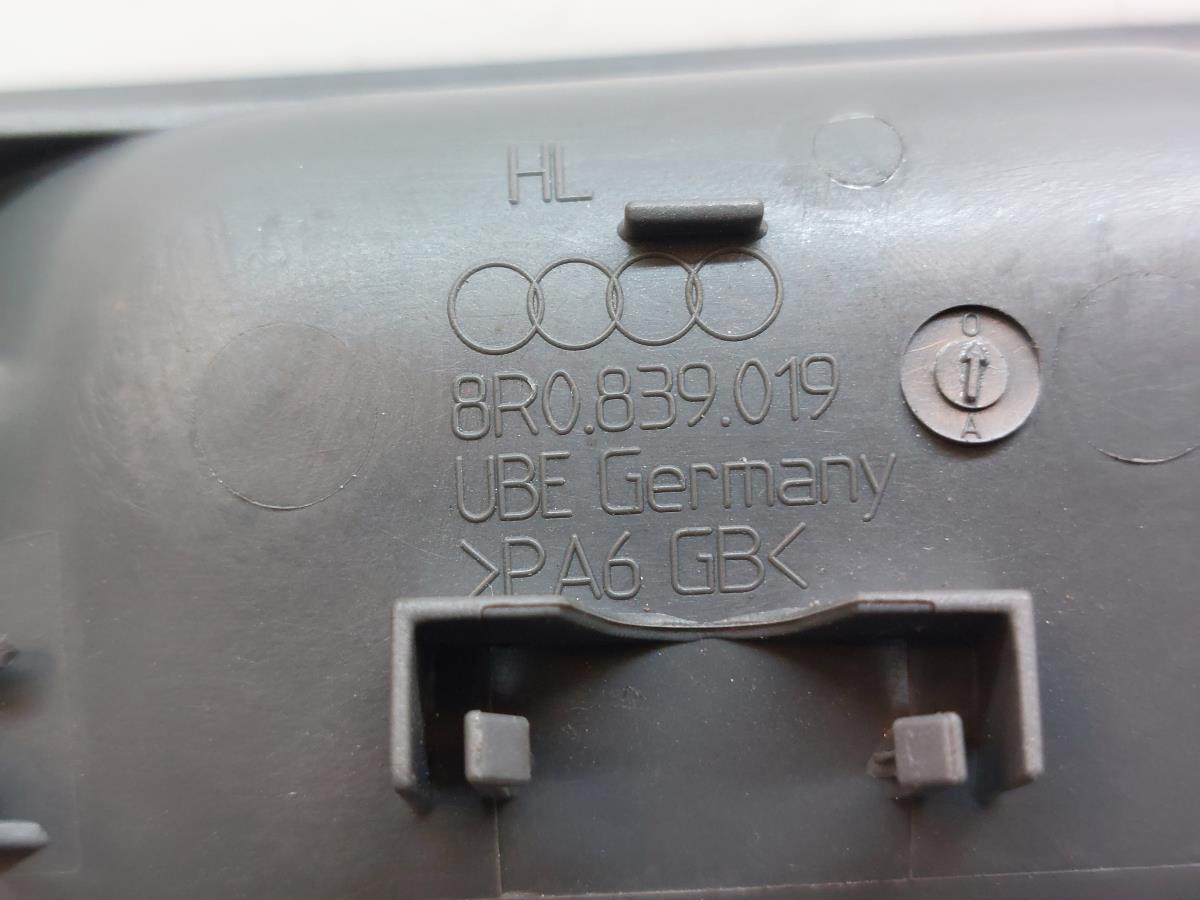 HL
8R0.839.019
UBE Germany
>PA6 GB<
O
A